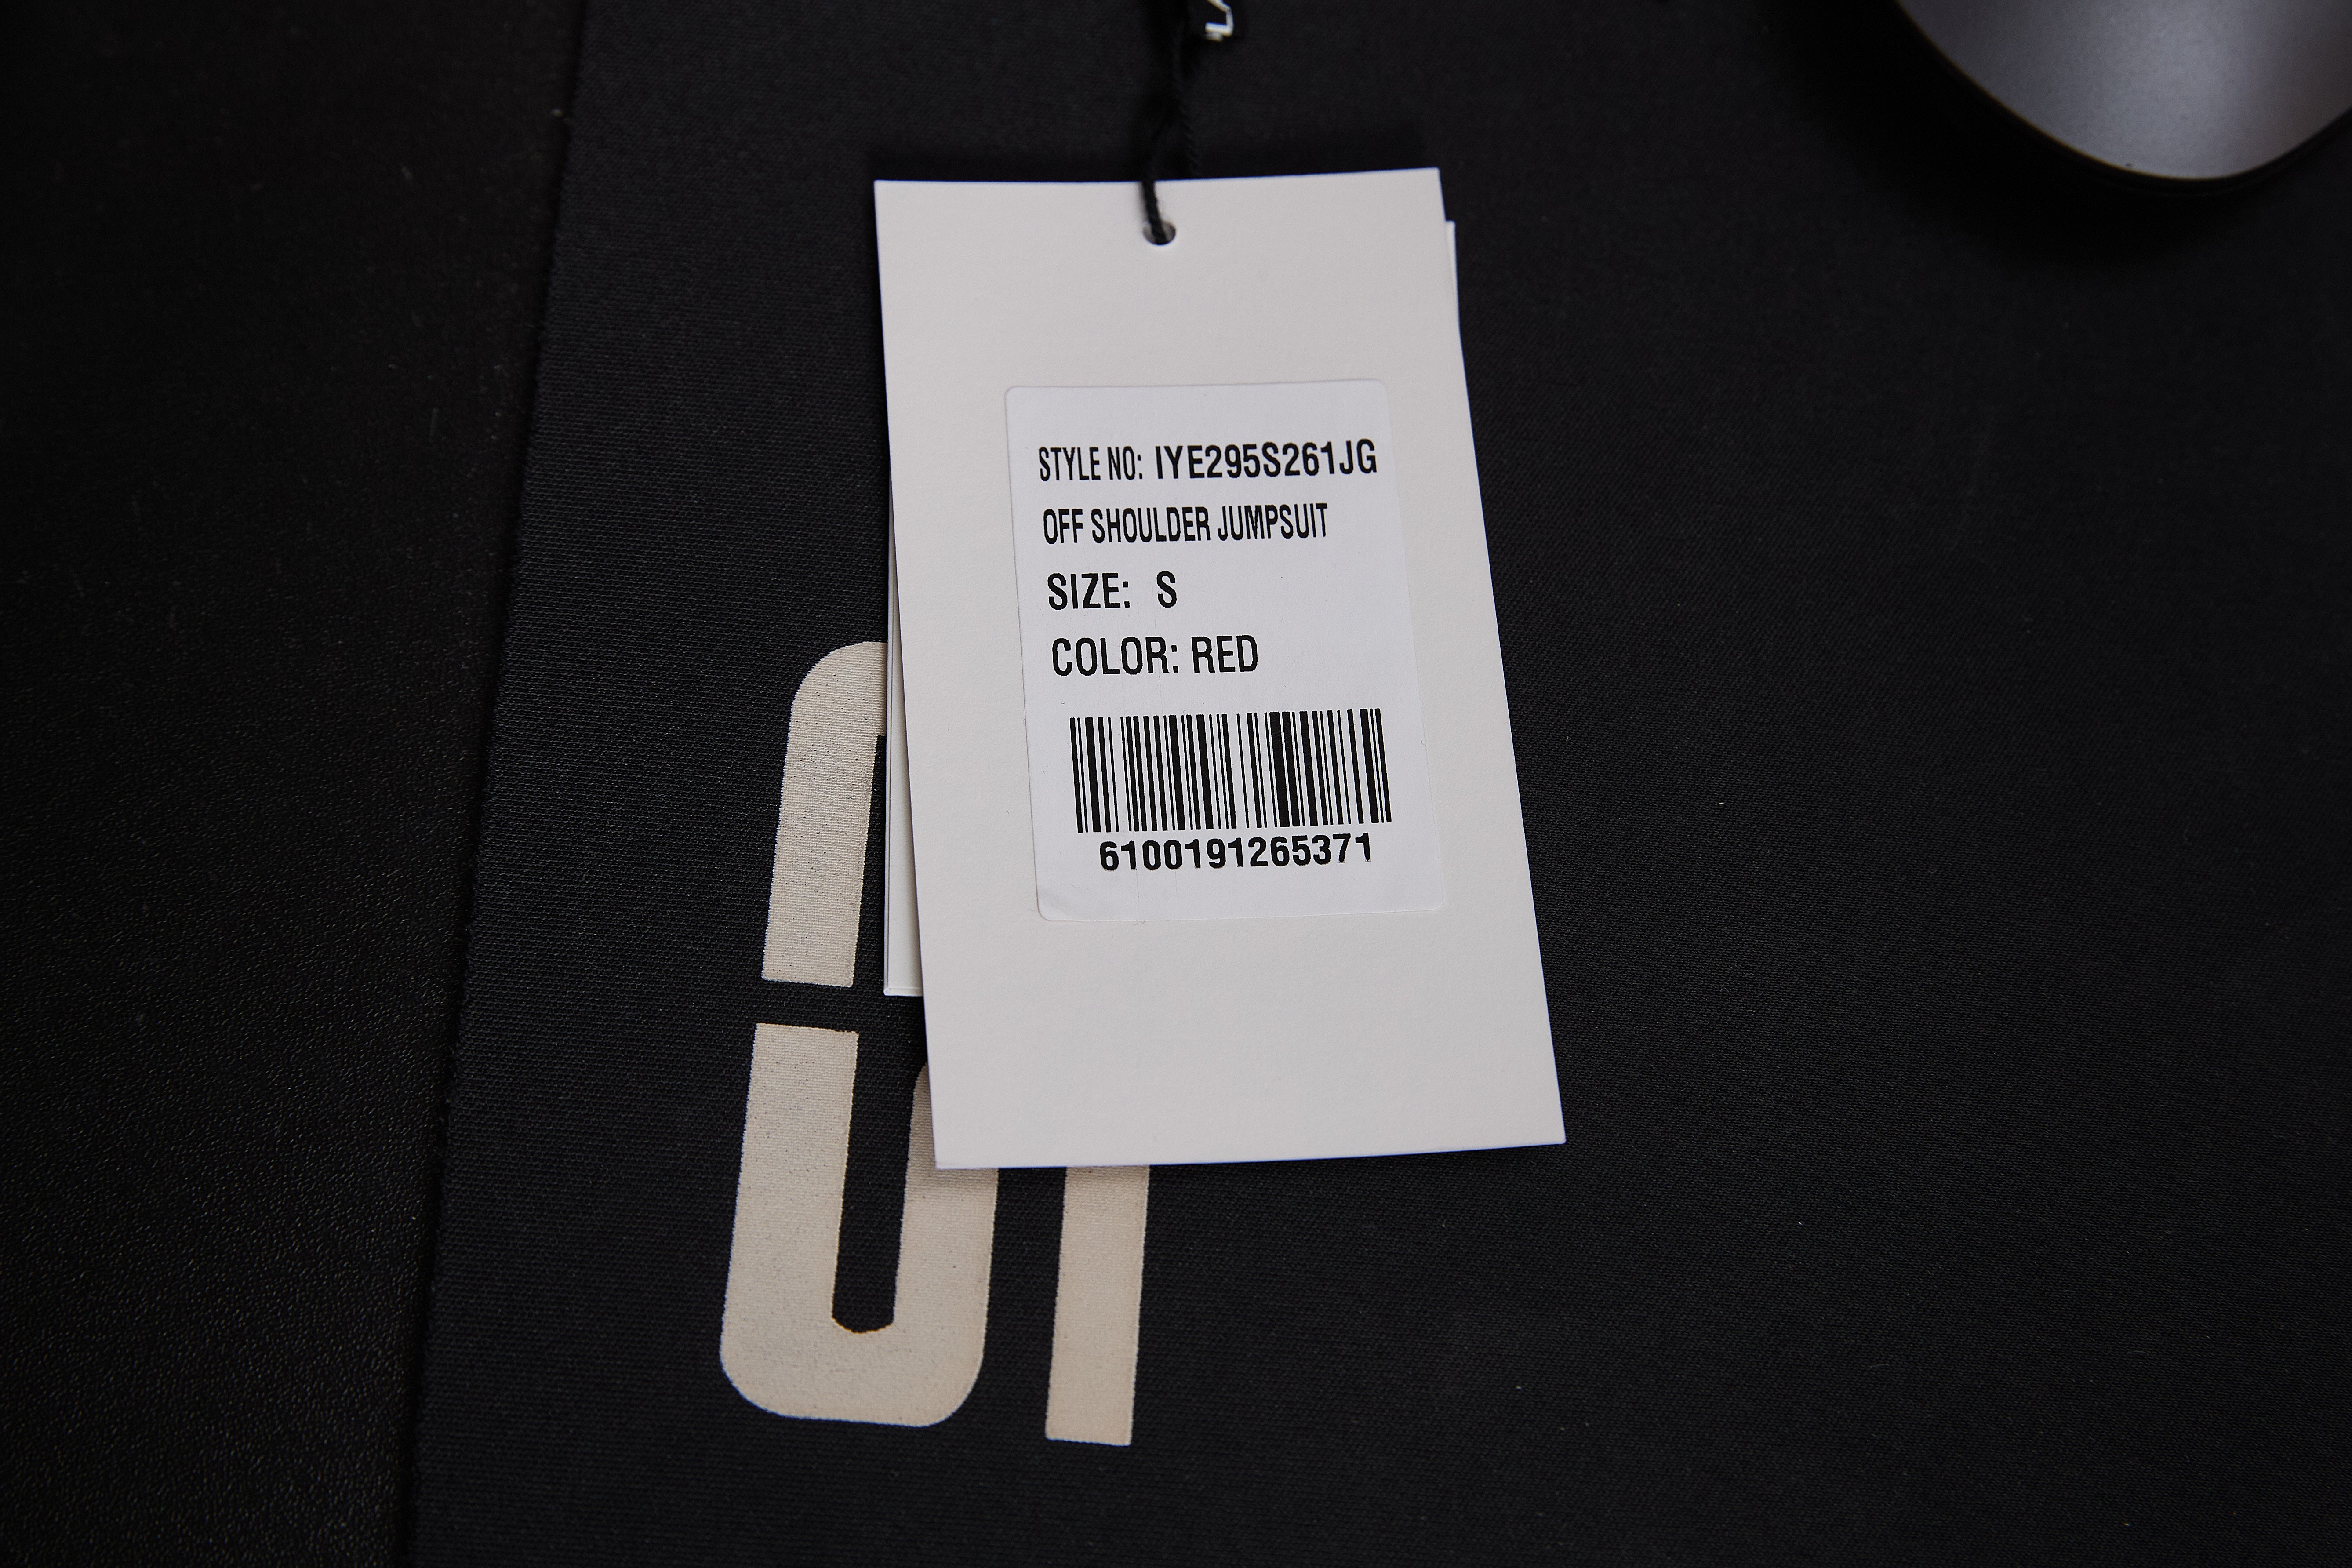 STYLE NO: IYE295S261JG
OFF SHOULDER JUMPSUIT
SIZE: S
COLOR: RED
6100191265371